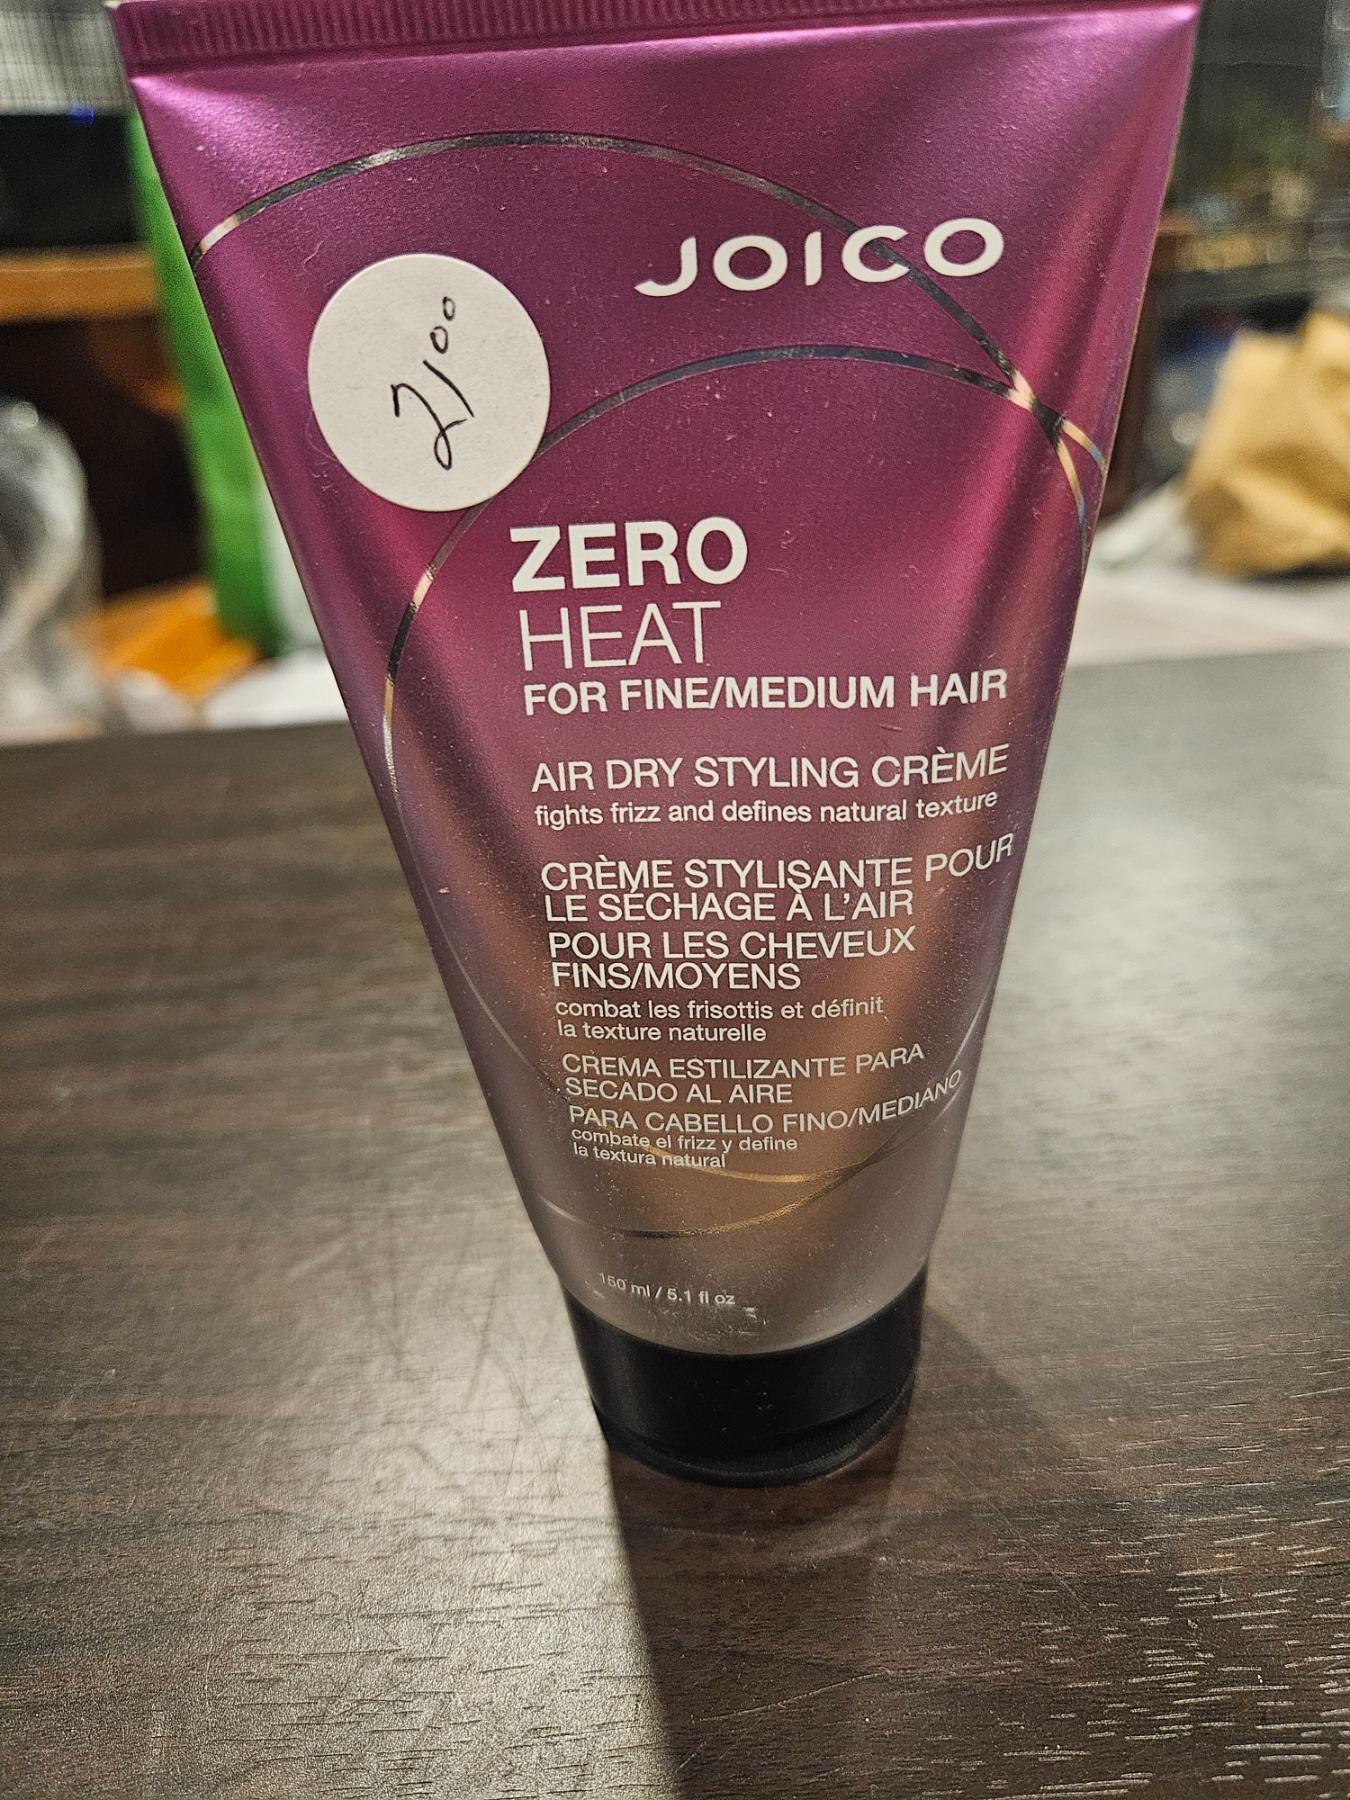 JOICO
21⁰⁰
ZERO
HEAT
FOR FINE/MEDIUM HAIR
AIR DRY STYLING CRÈME
fights frizz and defines natural texture
CRÈME STYLISANTE POUR
LE SÉCHAGE À L'AIR
POUR LES CHEVEUX
FINS/MOYENS
combat les frisottis et définit
la texture naturelle
CREMA ESTILIZANTE PARA
SECADO AL AIRE
PARA CABELLO FINO/MEDIANO
combate el frizz y define
la textura natural
150 ml / 5.1 fl oz